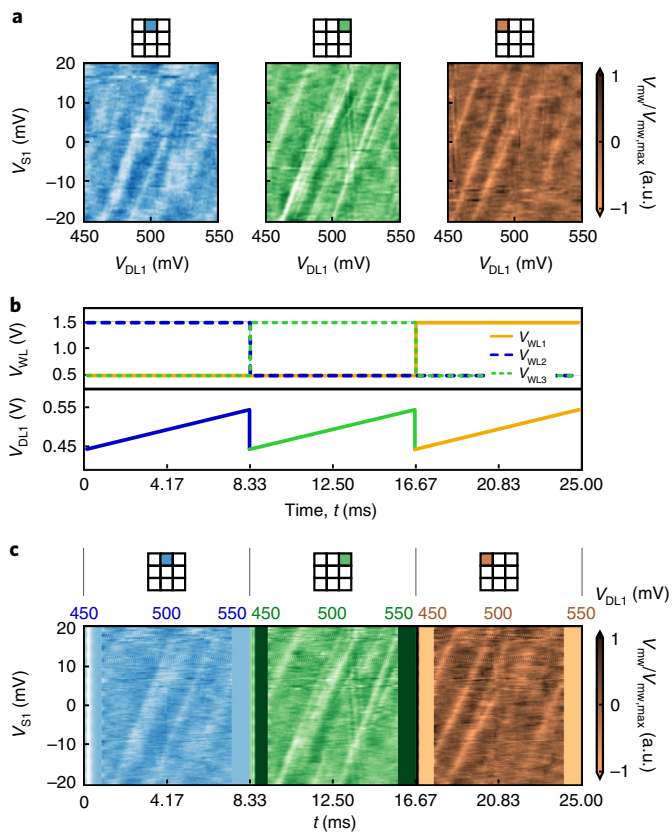 a
20
10
0
−10
−20
V_S1 (mV)
450 500 550
450 500 550
450 500 550
V_DL1 (mV)
V_DL1 (mV)
V_DL1 (mV)
1
0
−1
V_mw/V_mw,max (a.u.)
b
V_WL (V)
1.5
1.0
0.5
V_WL1
V_WL2
V_WL3
V_DL1 (V)
0.55
0.45
0 4.17 8.33 12.50 16.67 20.83 25.00
Time, t (ms)
c
V_DL1 (mV)
450 500 550 450 500 550 450 500 550
20
10
0
−10
−20
V_S1 (mV)
0 4.17 8.33 12.50 16.67 20.83 25.00
t (ms)
1
0
−1
V_mw/V_mw,max (a.u.)